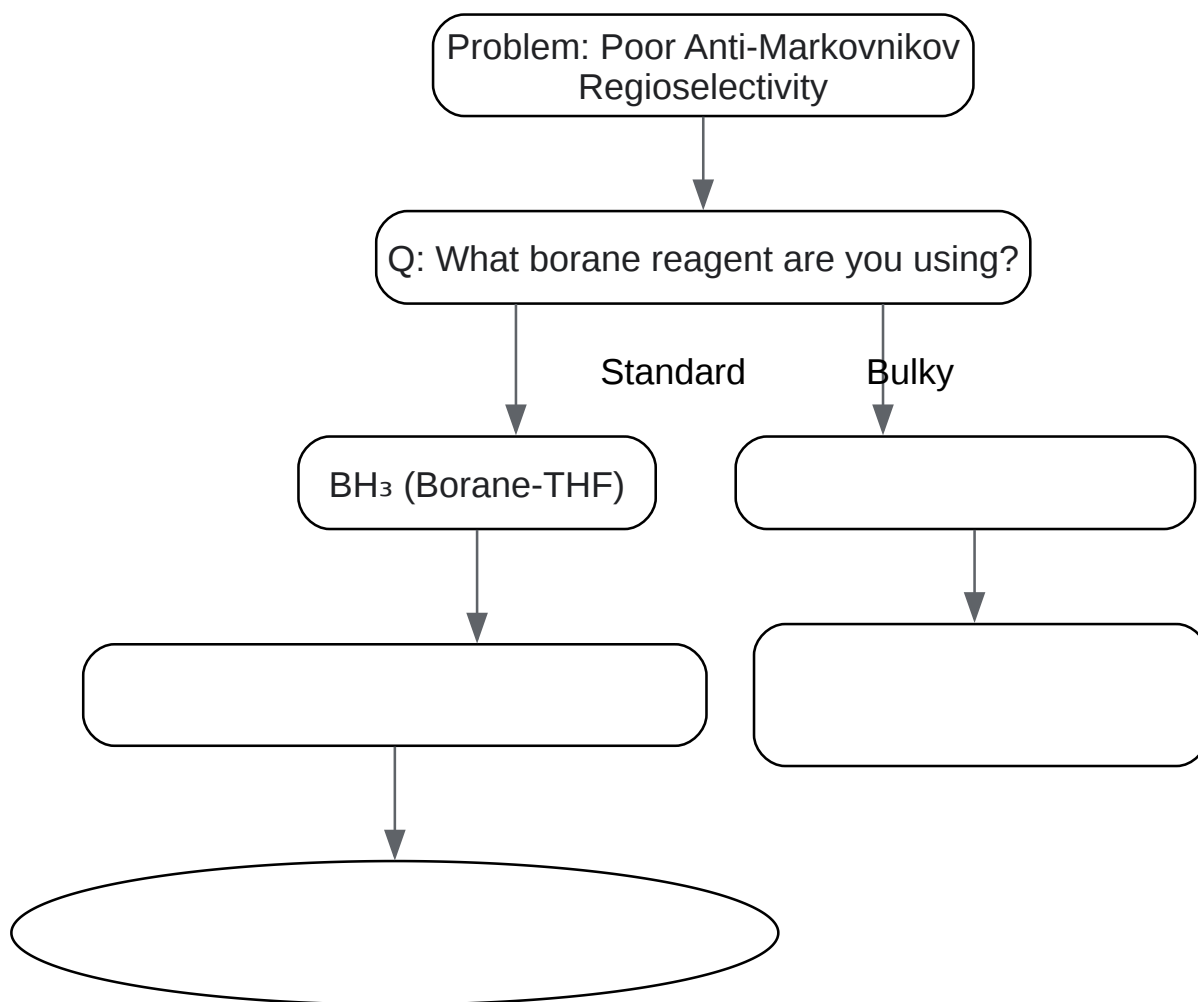 Problem: Poor Anti-Markovnikov
Regioselectivity
Q: What borane reagent are you using?
Standard
Bulky
BH₃ (Borane-THF)